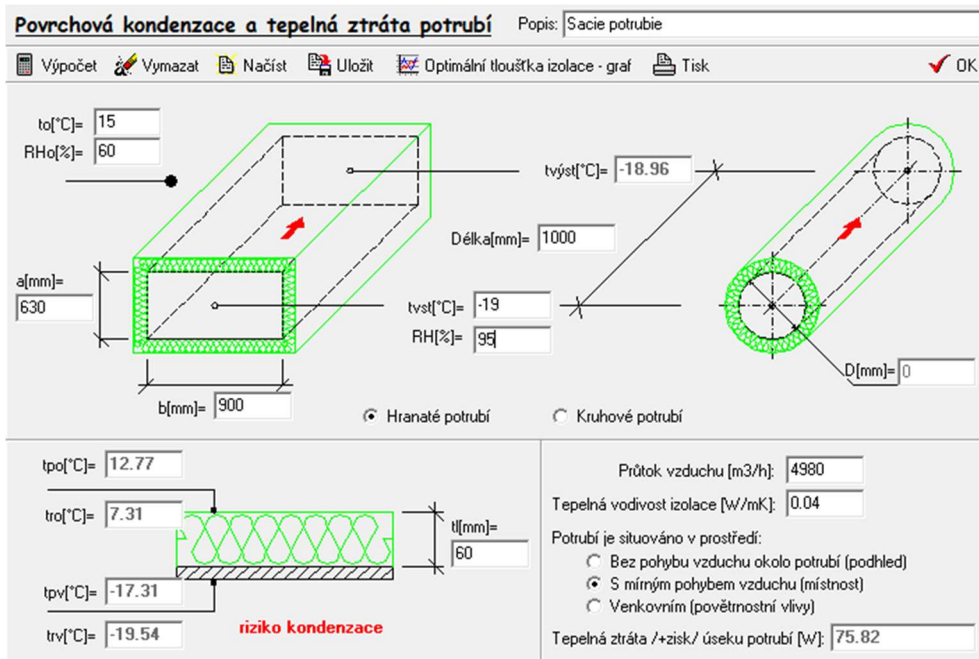 Povrchová kondenzace a tepelná ztráta potrubí Popis: Sacie potrubie
Výpočet Vymazat Načíst Uložit Optimální tloušťka izolace - graf Tisk OK
to[°C]= 15
RHo[%]= 60
tvýst[°C]= -18.96
Délka[mm]= 1000
a[mm]=
630
tvst[°C]= -19
RH[%]= 95
D[mm]= 0
b[mm]= 900
Hranaté potrubí Kruhové potrubí
tpo[°C]= 12.77
tro[°C]= 7.31
tl[mm]=
60
tpv[°C]= -17.31
trv[°C]= -19.54
riziko kondenzace
Průtok vzduchu [m3/h]: 4980
Tepelná vodivost izolace [W/mK]: 0.04
Potrubí je situováno v prostředí:
Bez pohybu vzduchu okolo potrubí (podhled)
S mírným pohybem vzduchu (místnost)
Venkovním (povětrnostní vlivy)
Tepelná ztráta /+zisk/ úseku potrubí [W]: 75.82